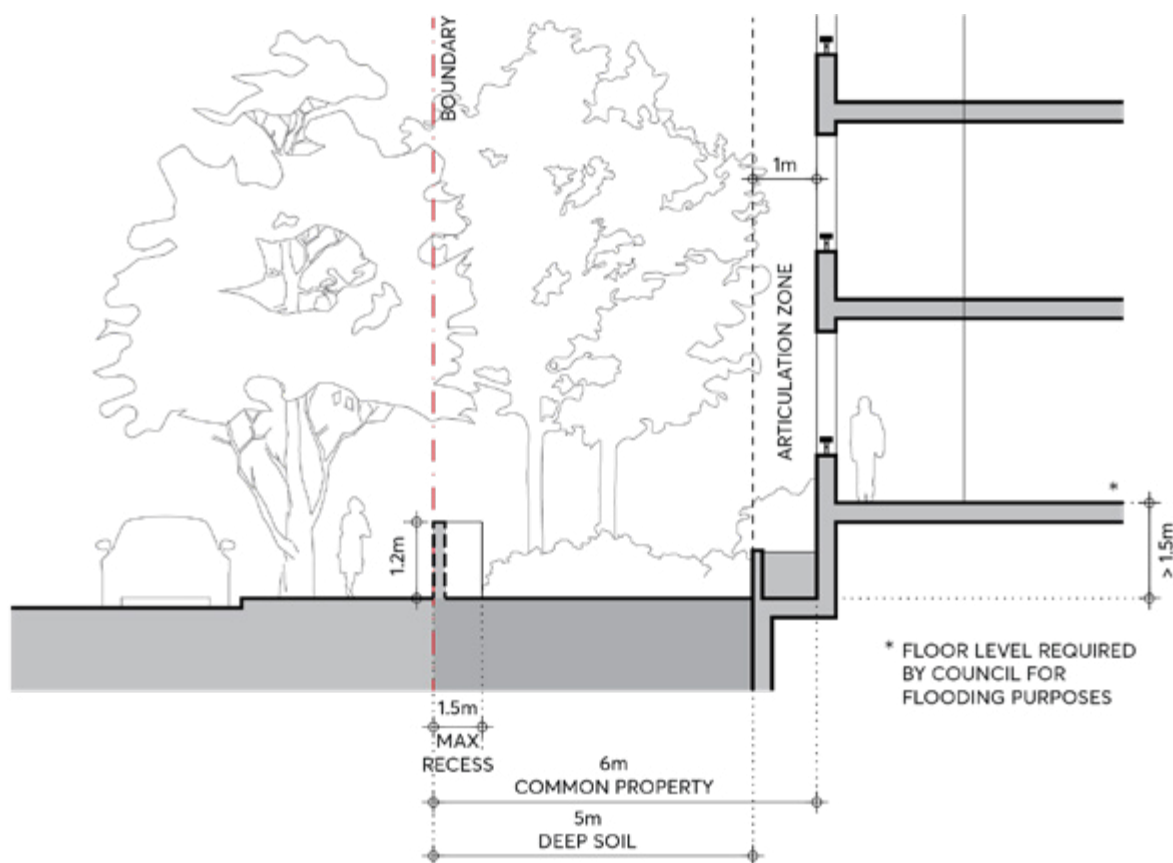 BOUNDARY
1m
ARTICULATION ZONE
1.2m
*
> 1.5m
* FLOOR LEVEL REQUIRED
BY COUNCIL FOR
FLOODING PURPOSES
1.5m
MAX
RECESS
6m
COMMON PROPERTY
5m
DEEP SOIL